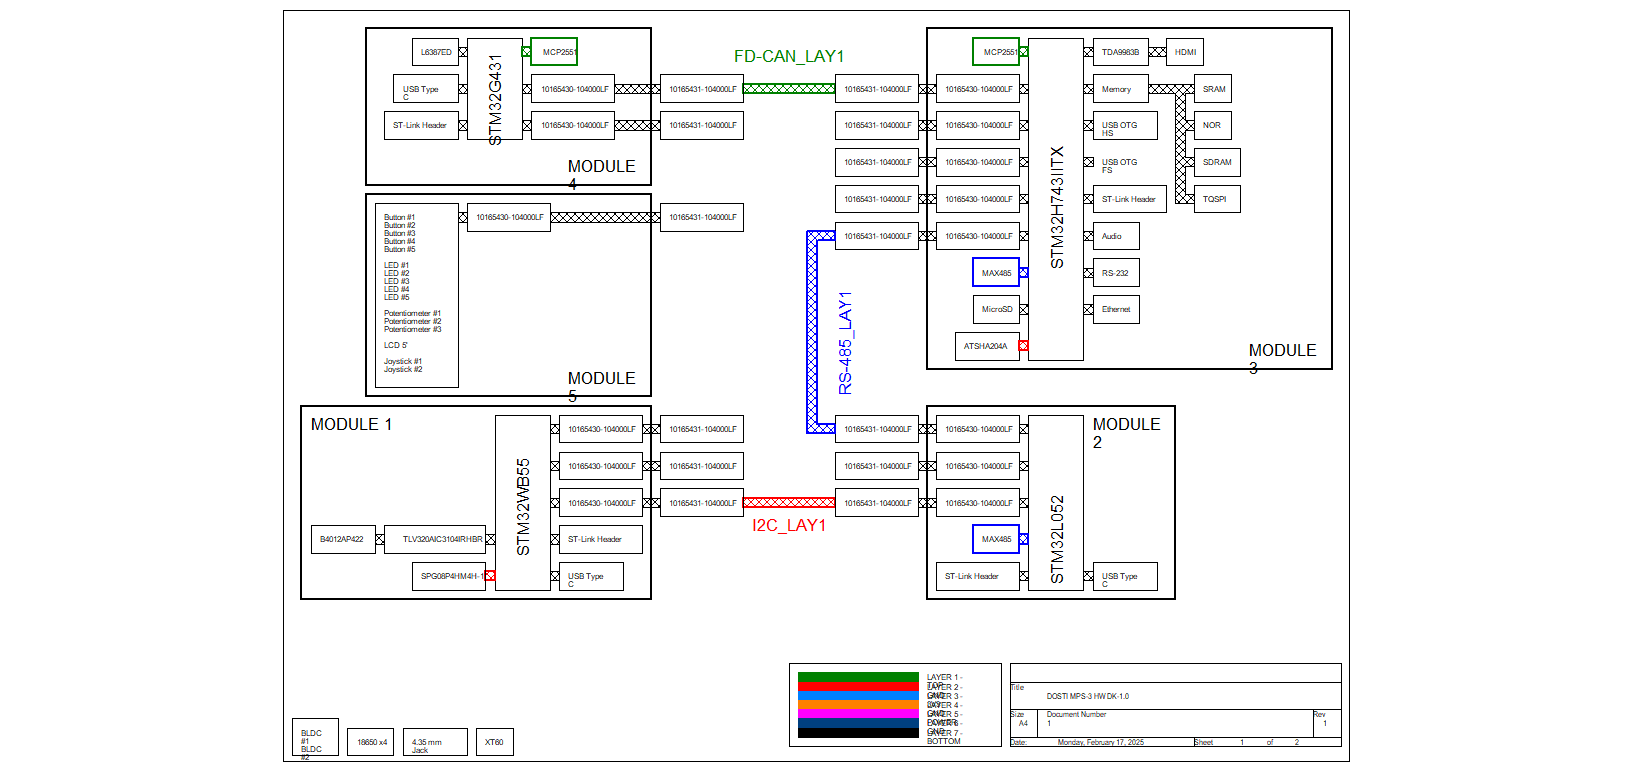 L6387ED
MCP2551
USB Type
C
10165430-104000LF
10165431-104000LF
ST-Link Header
10165430-104000LF
10165431-104000LF
STM32G431
MODULE
4
FD-CAN_LAY1
MCP2551
TDA9983B
HDMI
10165431-104000LF
10165430-104000LF
Memory
SRAM
10165431-104000LF
10165430-104000LF
USB OTG
HS
NOR
10165431-104000LF
10165430-104000LF
USB OTG
FS
SDRAM
10165431-104000LF
10165430-104000LF
ST-Link Header
TQSPI
10165431-104000LF
10165430-104000LF
Audio
MAX485
RS-232
MicroSD
Ethernet
ATSHA204A
STM32H743IITX
MODULE
3
Button #1
Button #2
Button #3
Button #4
Button #5
LED #1
LED #2
LED #3
LED #4
LED #5
Potentiometer #1
Potentiometer #2
Potentiometer #3
LCD 5'
Joystick #1
Joystick #2
10165430-104000LF
10165431-104000LF
MODULE
5
RS-485_LAY1
MODULE 1
STM32WB55
10165430-104000LF
10165431-104000LF
10165430-104000LF
10165431-104000LF
10165430-104000LF
10165431-104000LF
B4012AP422
TLV320AIC3104IRHBR
ST-Link Header
SPG08P4HM4H-1
USB Type
C
I2C_LAY1
10165431-104000LF
10165430-104000LF
10165431-104000LF
10165430-104000LF
10165431-104000LF
10165430-104000LF
MAX485
ST-Link Header
STM32L052
MODULE
2
USB Type
C
BLDC
#1
BLDC
#2
18650 x4
4.35 mm
Jack
XT60
LAYER 1 -
LAYER 2 -
LAYER 3 -
LAYER 4 -
LAYER 5 -
LAYER 7 -
BOTTOM
Title
DOSTI MPS-3 HW DK-1.0
Size
A4
Document Number
1
Rev
1
Date:
Monday, February 17, 2025
Sheet
1
of
2